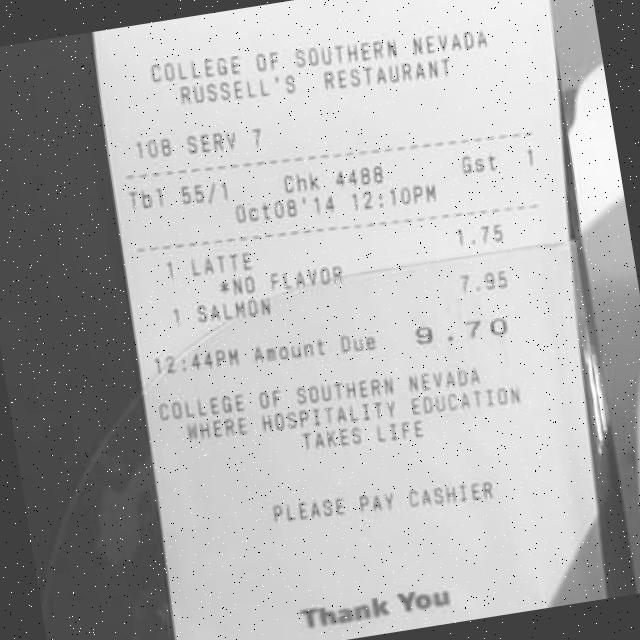 COLLEGE OF SOUTHERN NEVADA
RUSSELL'S RESTAURANT
108 SERV 7
Tbl 55/1 Chk 4488 Gst 1
Oct08'14 12:10PM
1 LATTE 1.75
*NO FLAVOR
1 SALMON 7.95
12:44PM Amount Due 9.70
COLLEGE OF SOUTHERN NEVADA
WHERE HOSPITALITY EDUCATION
TAKES LIFE
PLEASE PAY CASHIER
Thank You